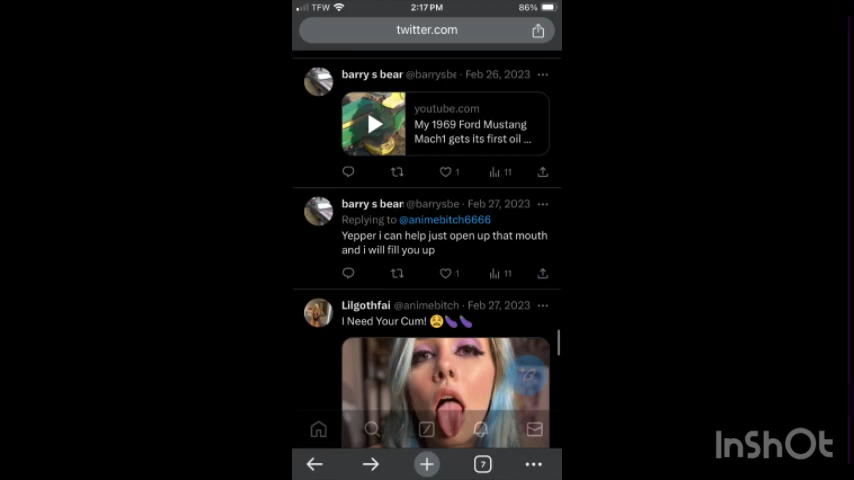 TFW 2:17 PM 86%
twitter.com
barry s bear @barrysbe · Feb 26, 2023 ...
youtube.com
My 1969 Ford Mustang
Mach1 gets its first oil ...
1 11
barry s bear @barrysbe · Feb 27, 2023 ...
Replying to @animebitch6666
Yepper i can help just open up that mouth
and i will fill you up
1 11
Lilgothfai @animebitch · Feb 27, 2023 ...
I Need Your Cum! 😫🍆🍆
7
InShOt